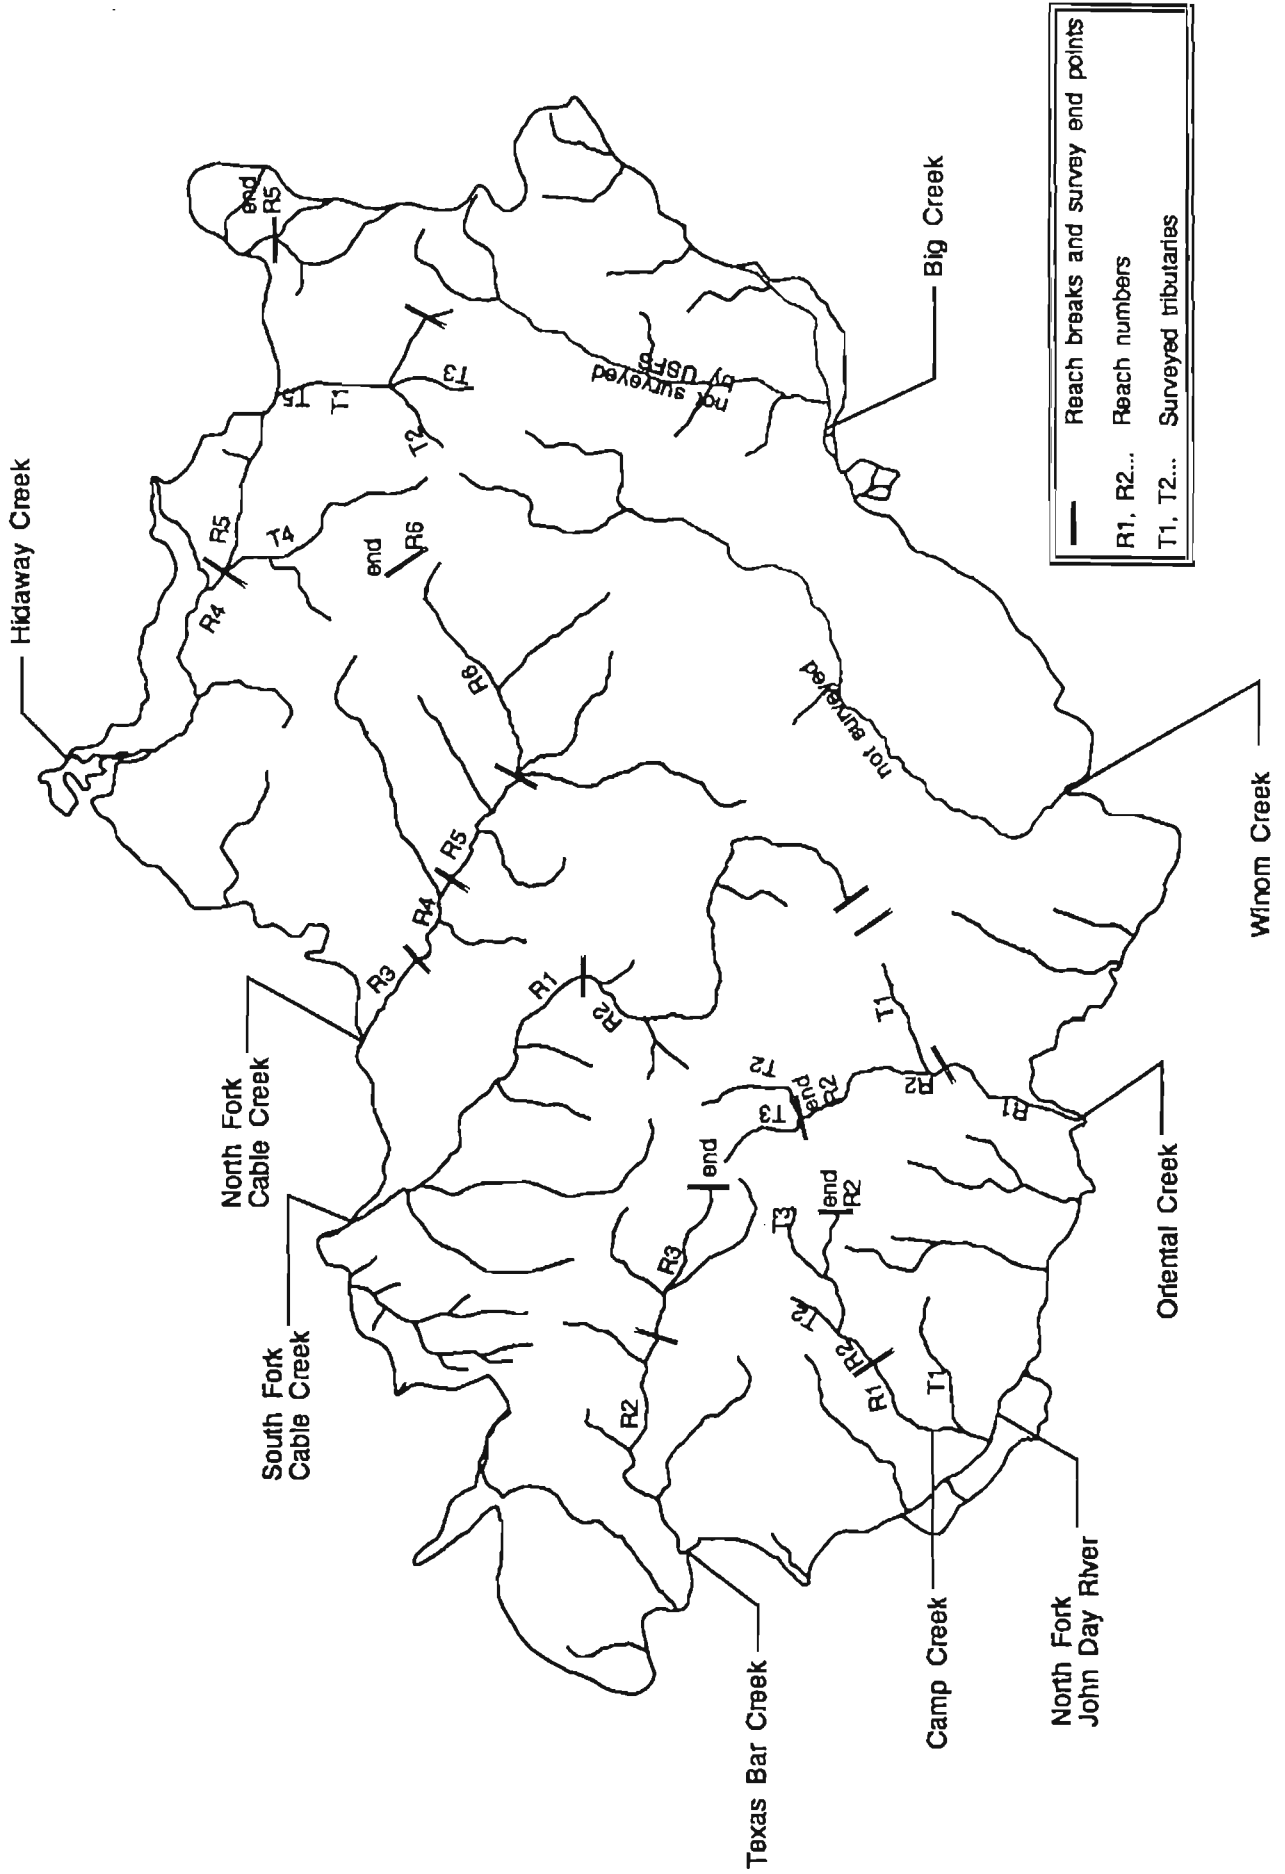 Hidaway Creek
North Fork
Cable Creek
South Fork
Cable Creek
Texas Bar Creek
Camp Creek
North Fork
John Day River
Oriental Creek
Winom Creek
Big Creek
end
R5
R5
T4
R4
T5
T1
T2
T3
not surveyed
by USFS
end
R6
R6
R5
R4
R3
R1
R2
not surveyed
T1
R2
R1
T2
T3
end
R2
end
R3
R2
end
R2
T3
T2
R2
R1
T1
Reach breaks and survey end points
R1, R2... Reach numbers
T1, T2... Surveyed tributaries